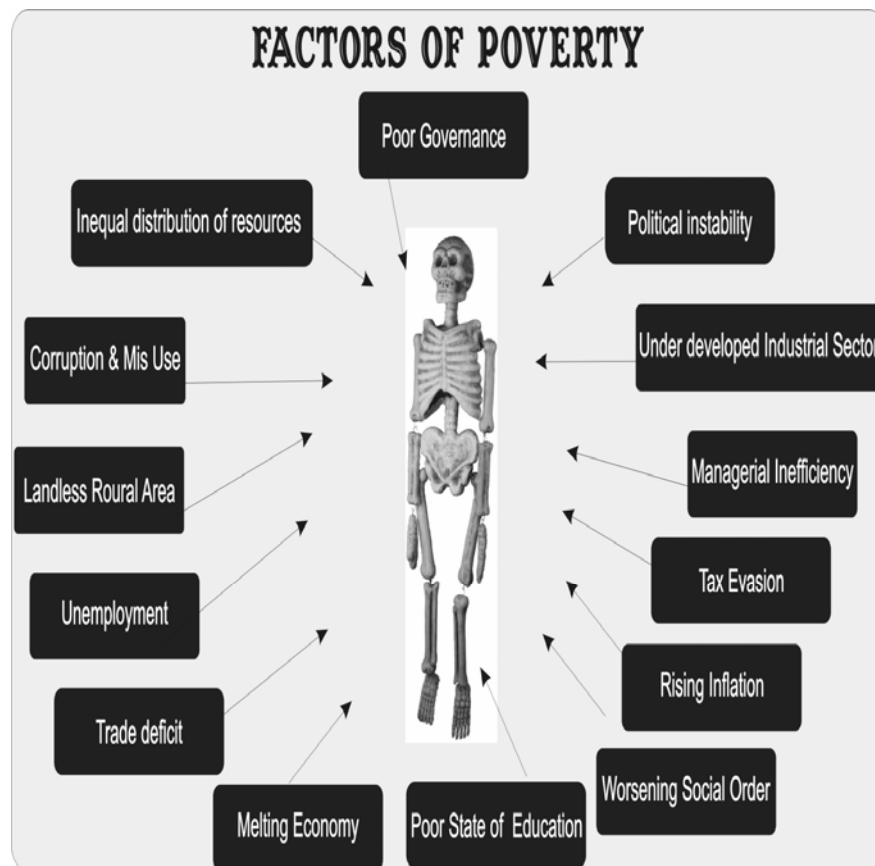 FACTORS OF POVERTY
Poor Governance
Inequal distribution of resources
Political instability
Corruption & Mis Use
Under developed Industrial Sector
Landless Roural Area
Managerial Inefficiency
Unemployment
Tax Evasion
Trade deficit
Rising Inflation
Melting Economy
Poor State of Education
Worsening Social Order